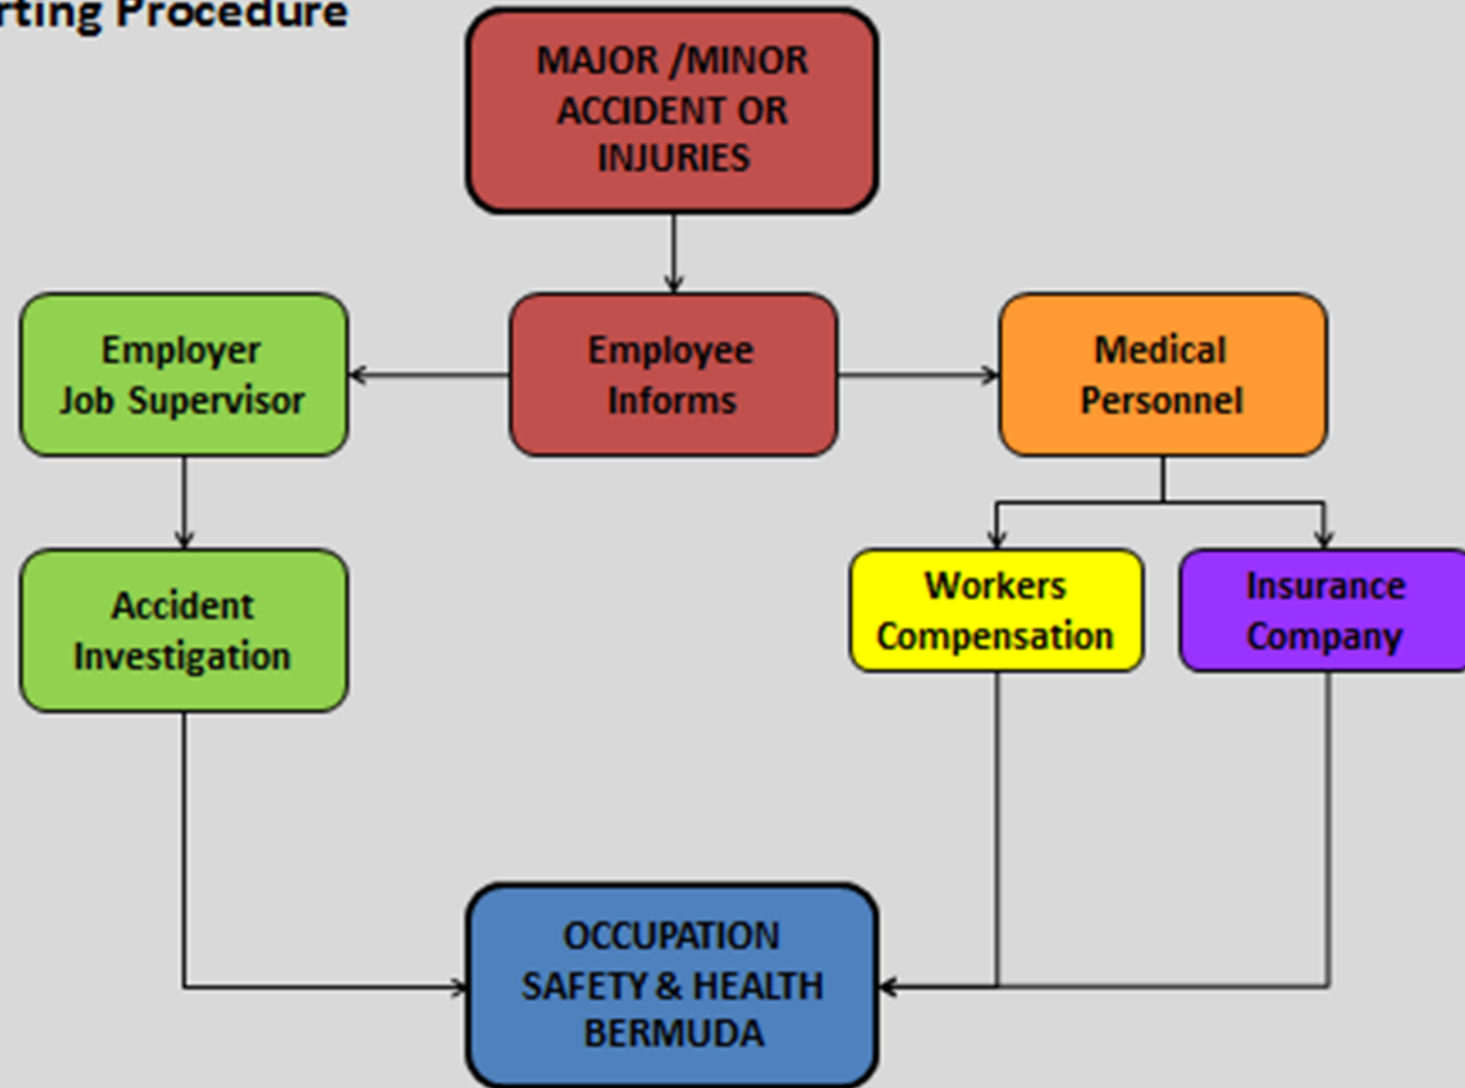 Procedure
MAJOR /MINOR
ACCIDENT OR
INJURIES
Employer
Job Supervisor
Employee
Informs
Medical
Personnel
Accident
Investigation
Workers
Compensation
Insurance
Company
OCCUPATION
SAFETY & HEALTH
BERMUDA